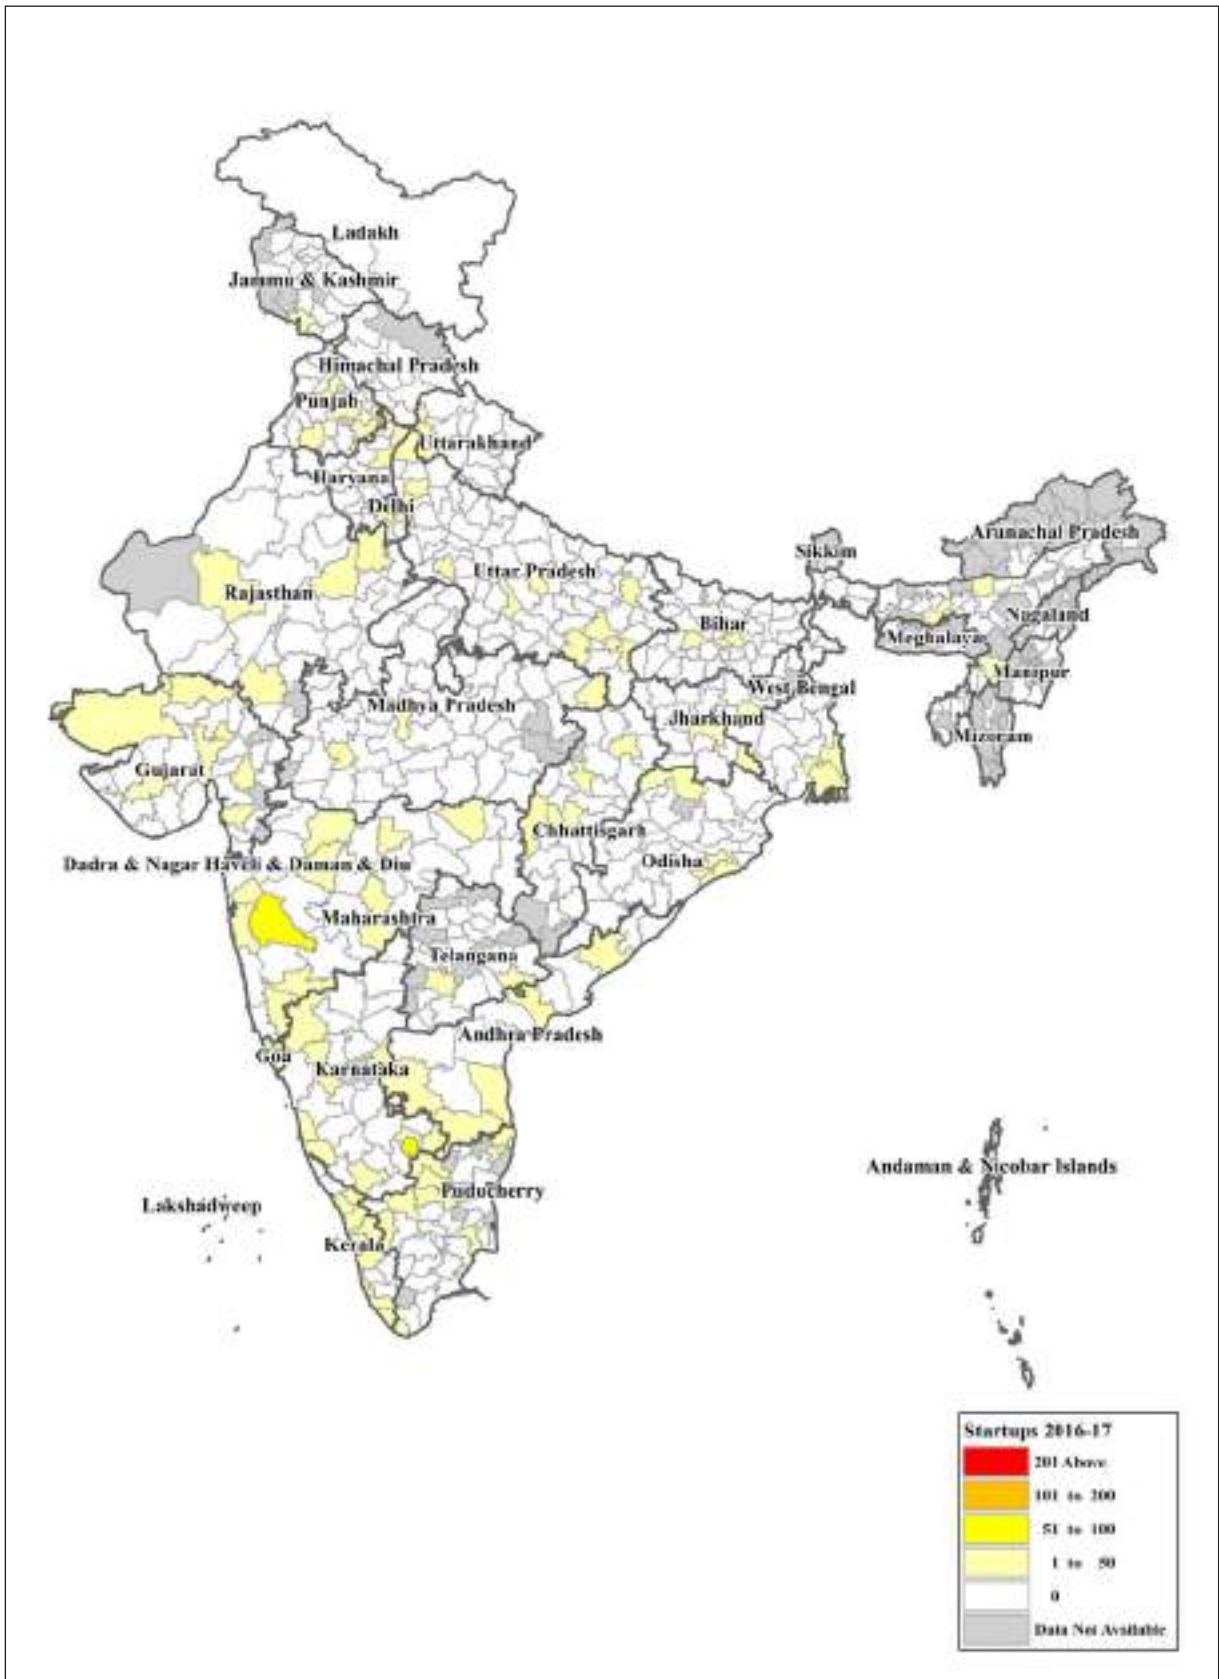 Ladakh
Jammu & Kashmir
Himachal Pradesh
Punjab
Uttarakhand
Haryana
Delhi
Arunachal Pradesh
Sikkim
Uttar Pradesh
Rajasthan
Nagaland
Bihar
Meghalaya
Manipur
West Bengal
Madhya Pradesh
Jharkhand
Mizoram
Gujarat
Chhattisgarh
Dadra & Nagar Haveli & Daman & Diu
Odisha
Maharashtra
Telangana
Andhra Pradesh
Goa
Karnataka
Andaman & Nicobar Islands
Puducherry
Lakshadweep
Kerala
Startups 2016-17
201 Above
101 to 200
51 to 100
1 to 50
0
Data Not Available